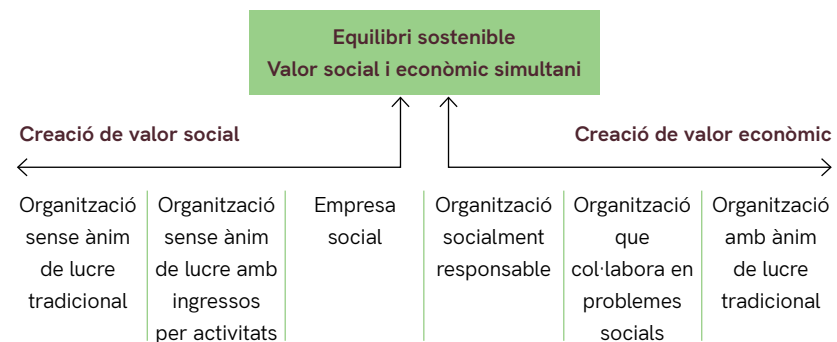 Equilibri sostenible
Valor social i econòmic simultani
Creació de valor social
Creació de valor econòmic
Organització
sense ànim
de lucre
tradicional
Organització
sense ànim
de lucre amb
ingressos
per activitats
Empresa
social
Organització
socialment
responsable
Organització
que
col·labora en
problemes
socials
Organització
amb ànim
de lucre
tradicional